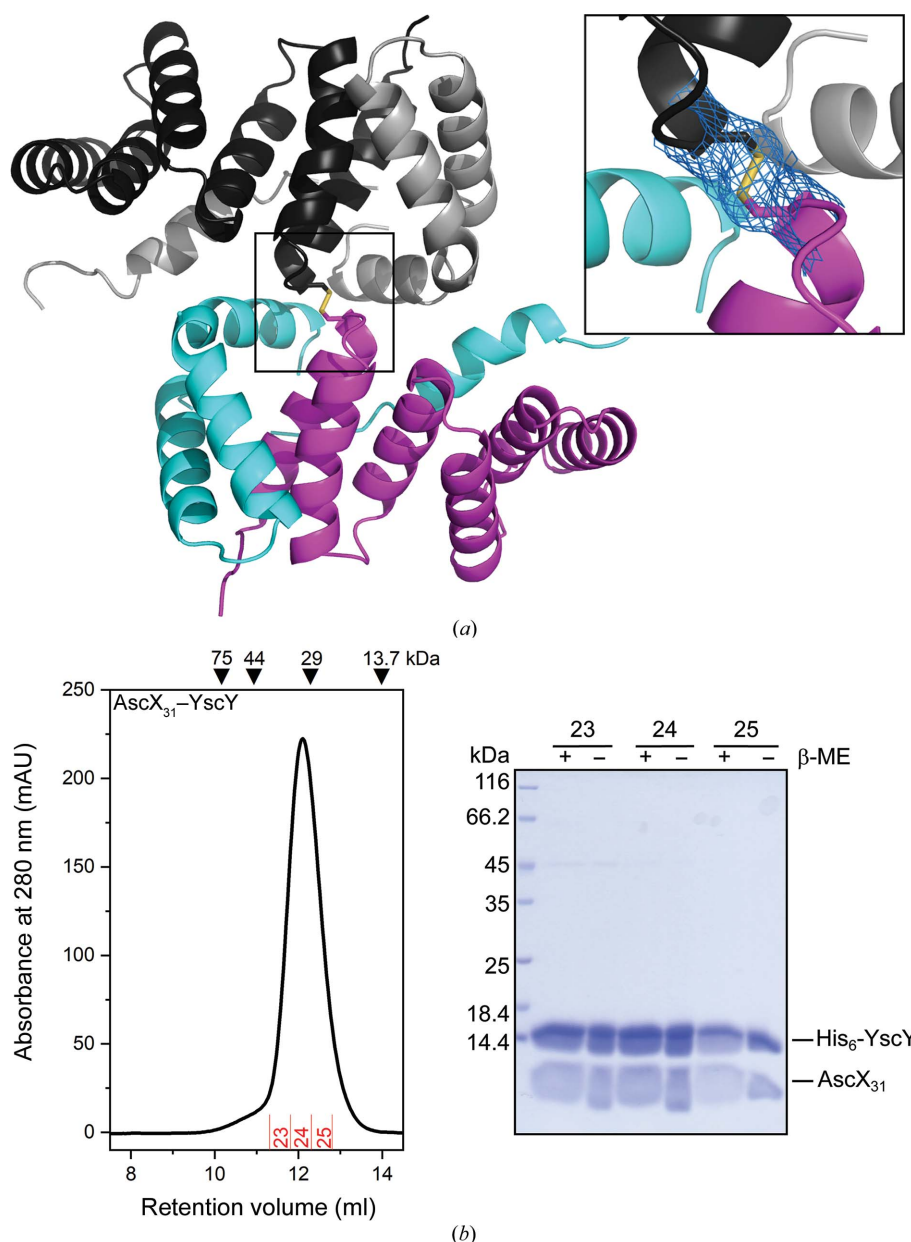 (a)
75 44 29 13.7 kDa
AscX31–YscY
250
200
150
100
50
0
Absorbance at 280 nm (mAU)
23 24 25
8 10 12 14
Retention volume (ml)
23 24 25
kDa + – + – + – β-ME
116
66.2
45
35
25
18.4
14.4
His6-YscY
AscX31
(b)